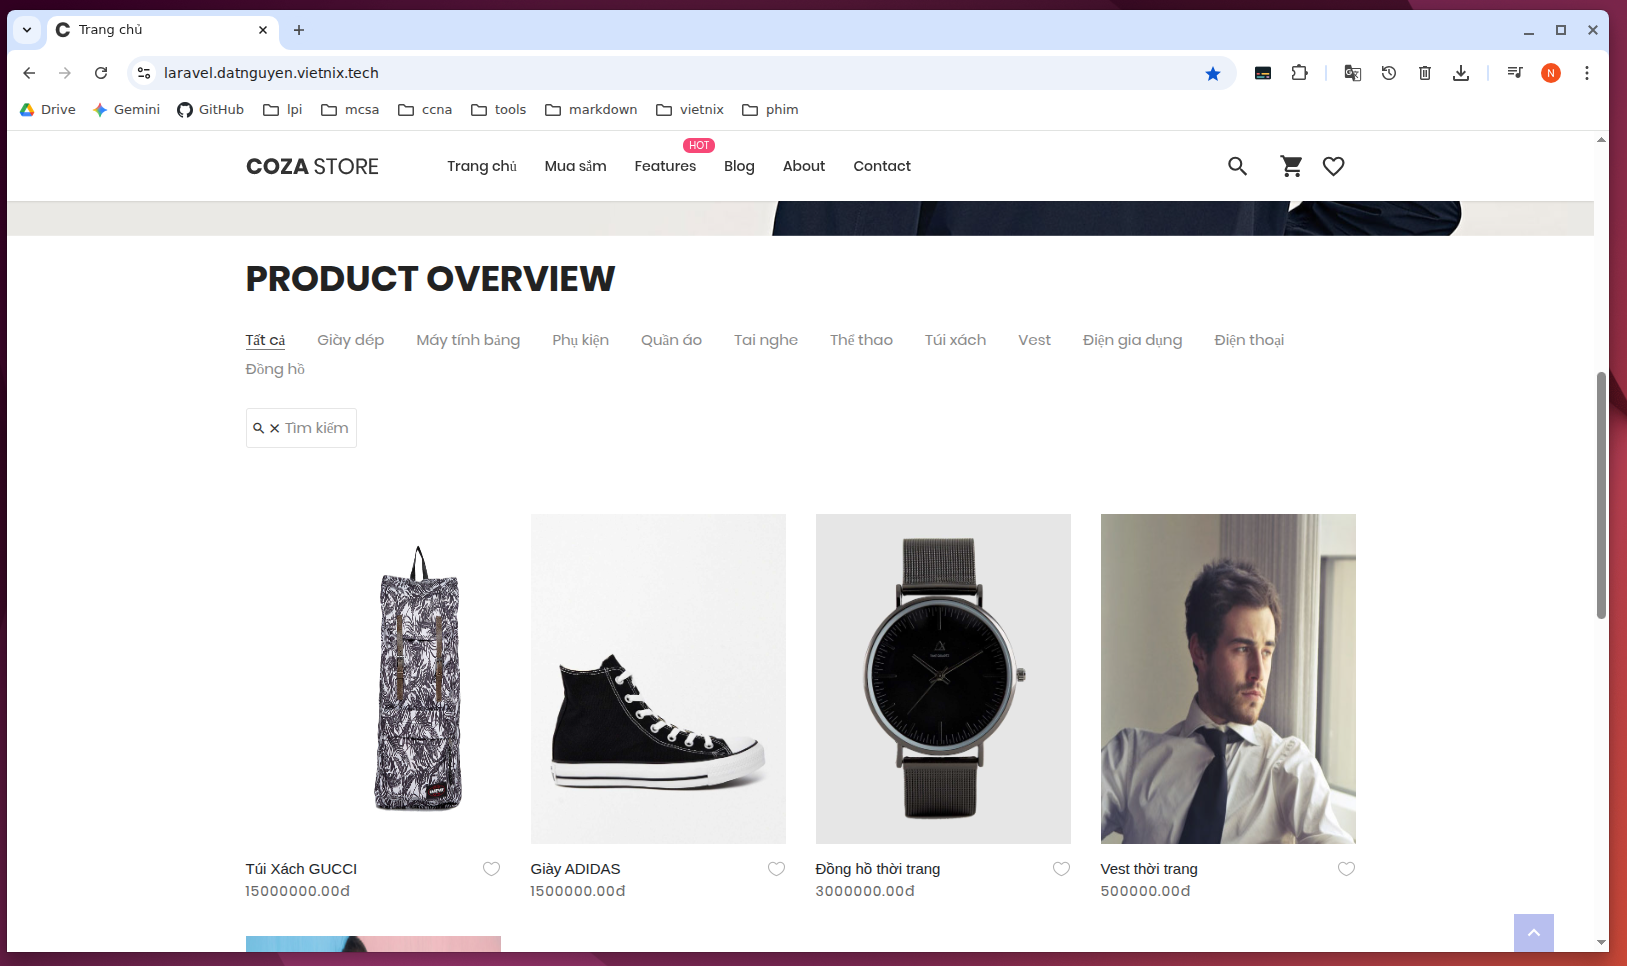 Trang chủ
laravel.datnguyen.vietnix.tech
N
Drive Gemini GitHub lpi mcsa ccna tools markdown vietnix phim
HOT
COZA STORE Trang chủ Mua sắm Features Blog About Contact
PRODUCT OVERVIEW
Tất cả Giày dép Máy tính bảng Phụ kiện Quần áo Tai nghe Thể thao Túi xách Vest Điện gia dụng Điện thoại
Đồng hồ
Tìm kiếm
Túi Xách GUCCI Giày ADIDAS Đồng hồ thời trang Vest thời trang
15000000.00đ 1500000.00đ 3000000.00đ 500000.00đ